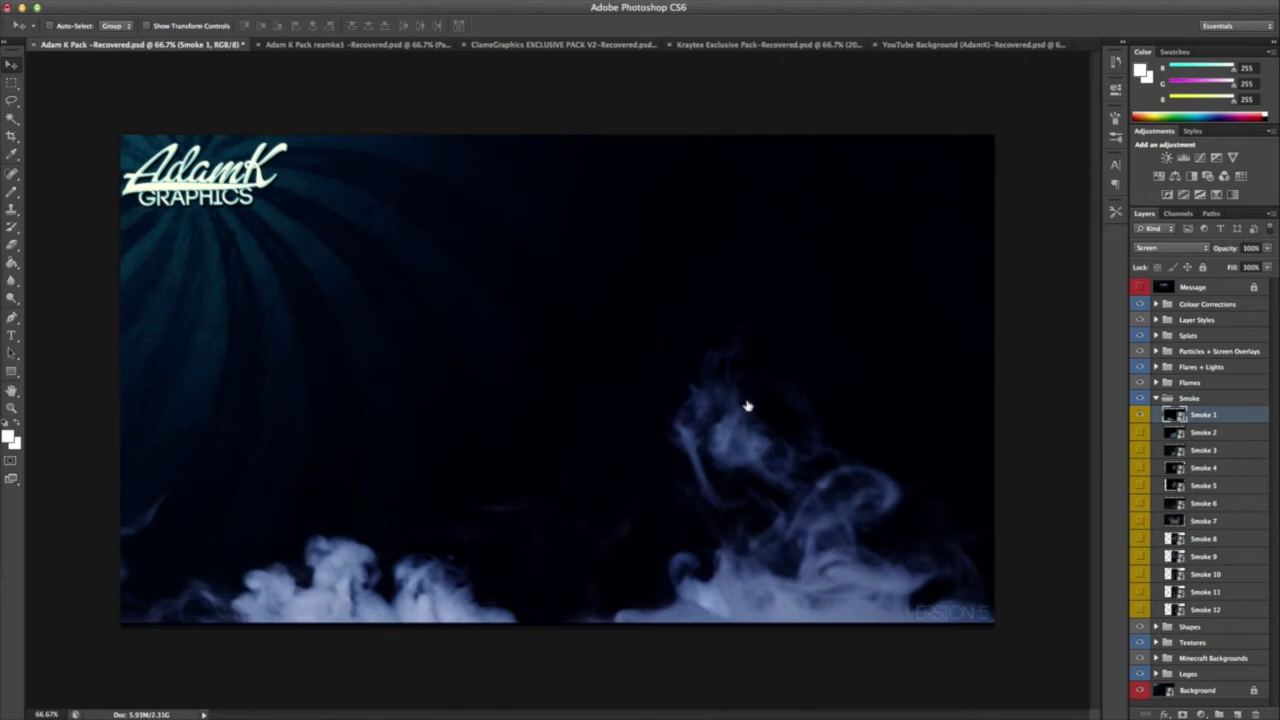 Adobe Photoshop CS6
Auto-Select: Group Show Transform Controls Essentials
Adam K Pack -Recovered.psd @ 66.7% (Smoke 1, RGB/8) * Adam K Pack reamke1 -Recovered.psd @ 66.7% (Pa... ClameGraphics EXCLUSIVE PACK V2-Recovered.psd... Kraytex Exclusive Pack-Recovered.psd @ 66.7% (20... YouTube Background (AdamK)-Recovered.psd @ 6...
Color Swatches
R 255
G 255
B 255
Adjustments Styles
Add an adjustment
Layers Channels Paths
Kind
Screen Opacity: 100%
Lock: Fill: 100%
Message
Colour Corrections
Layer Styles
Splats
Particles + Screen Overlays
Flares + Lights
Flames
Smoke
Smoke 1
Smoke 2
Smoke 3
Smoke 4
Smoke 5
Smoke 6
Smoke 7
Smoke 8
Smoke 9
Smoke 10
Smoke 11
Smoke 12
Shapes
Textures
Minecraft Backgrounds
Logos
Background
AdamK
GRAPHICS
VERSION 5
66.67% Doc: 5.93M/2.31G